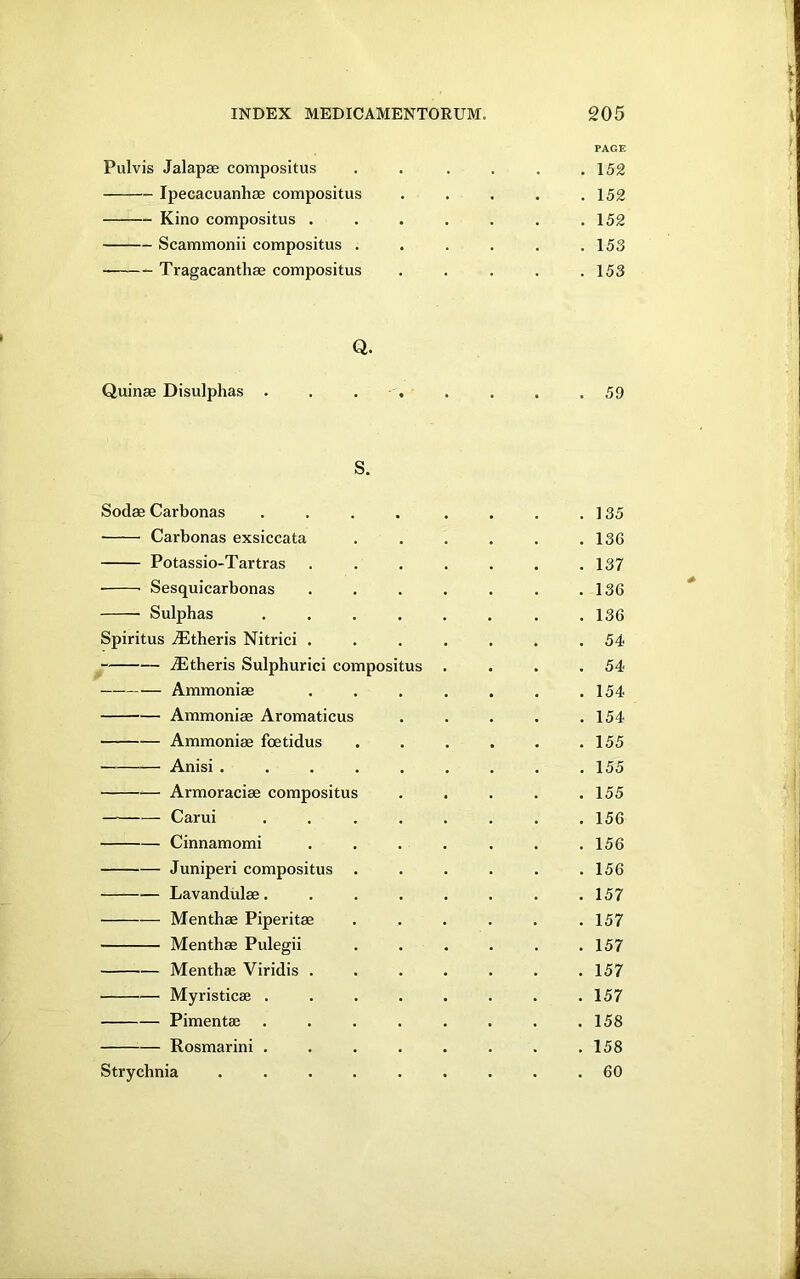 INDEX MEDICAMENTORUM. 205
PAGE
Pulvis Jalapæ compositus . . . . . . 152
——— Ipecacuanhæ compositus . . . . . 152
——— Kino compositus . . . . . . . 152
——— Scammonii compositus . . . . . . 153
——— Tragacanthæ compositus . . . . . 153
Q.
Quinæ Disulphas . . . . . . . . 59
S.
Sodæ Carbonas . . . . . . . . 135
—— Carbonas exsiccata . . . . . . 136
—— Potassio-Tartras . . . . . . . 137
—— Sesquicarbonas . . . . . . . 136
—— Sulphas . . . . . . . . 136
Spiritus Ætheris Nitrici . . . . . . . 54
——— Ætheris Sulphurici compositus . . . . 54
——— Ammoniæ . . . . . . . 154
——— Ammoniæ Aromaticus . . . . . 154
——— Ammoniæ fœtidus . . . . . . 155
——— Anisi . . . . . . . . . 155
——— Armoraciæ compositus . . . . . 155
——— Carui . . . . . . . . 156
——— Cinnamomi . . . . . . . 156
——— Juniperi compositus . . . . . . 156
——— Lavandulæ . . . . . . . . 157
——— Menthæ Piperitæ . . . . . . 157
——— Menthæ Pulegii . . . . . . 157
——— Menthæ Viridis . . . . . . . 157
——— Myristicæ . . . . . . . . 157
——— Pimentæ . . . . . . . . 158
——— Rosmarini . . . . . . . . 158
Strychnia . . . . . . . . . 60